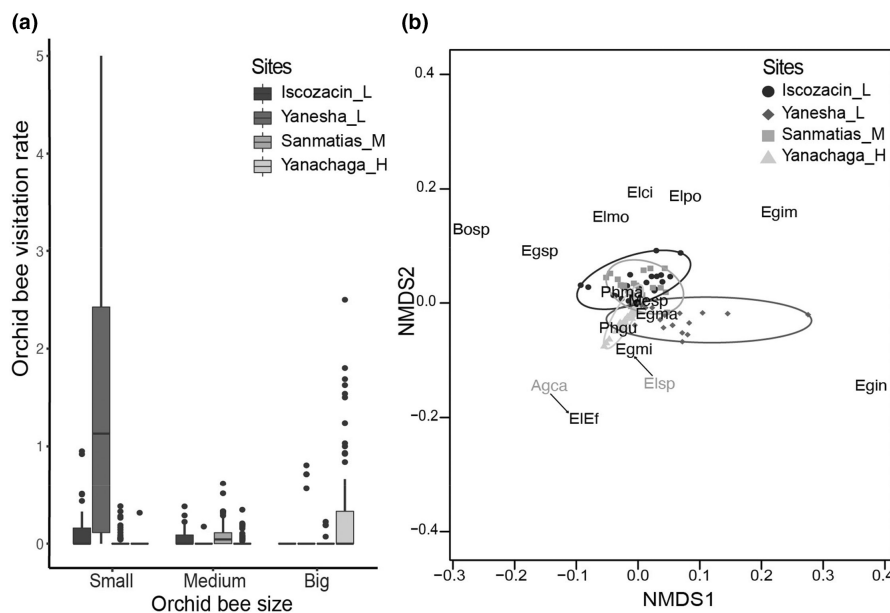 (a)
Orchid bee visitation rate
5
4
3
2
1
0
Sites
Iscozacin_L
Yanesha_L
Sanmatias_M
Yanachaga_H
Small Medium Big
Orchid bee size
(b)
NMDS2
0.4
0.2
0.0
−0.2
−0.4
Sites
Iscozacin_L
Yanesha_L
Sanmatias_M
Yanachaga_H
Elci
Elpo
Elmo
Egim
Bosp
Egsp
Phma
Mesp
Egma
Phgu
Egmi
Agca
Elsp
Egin
ElEf
−0.3 −0.1 0.0 0.1 0.2 0.3 0.4
NMDS1